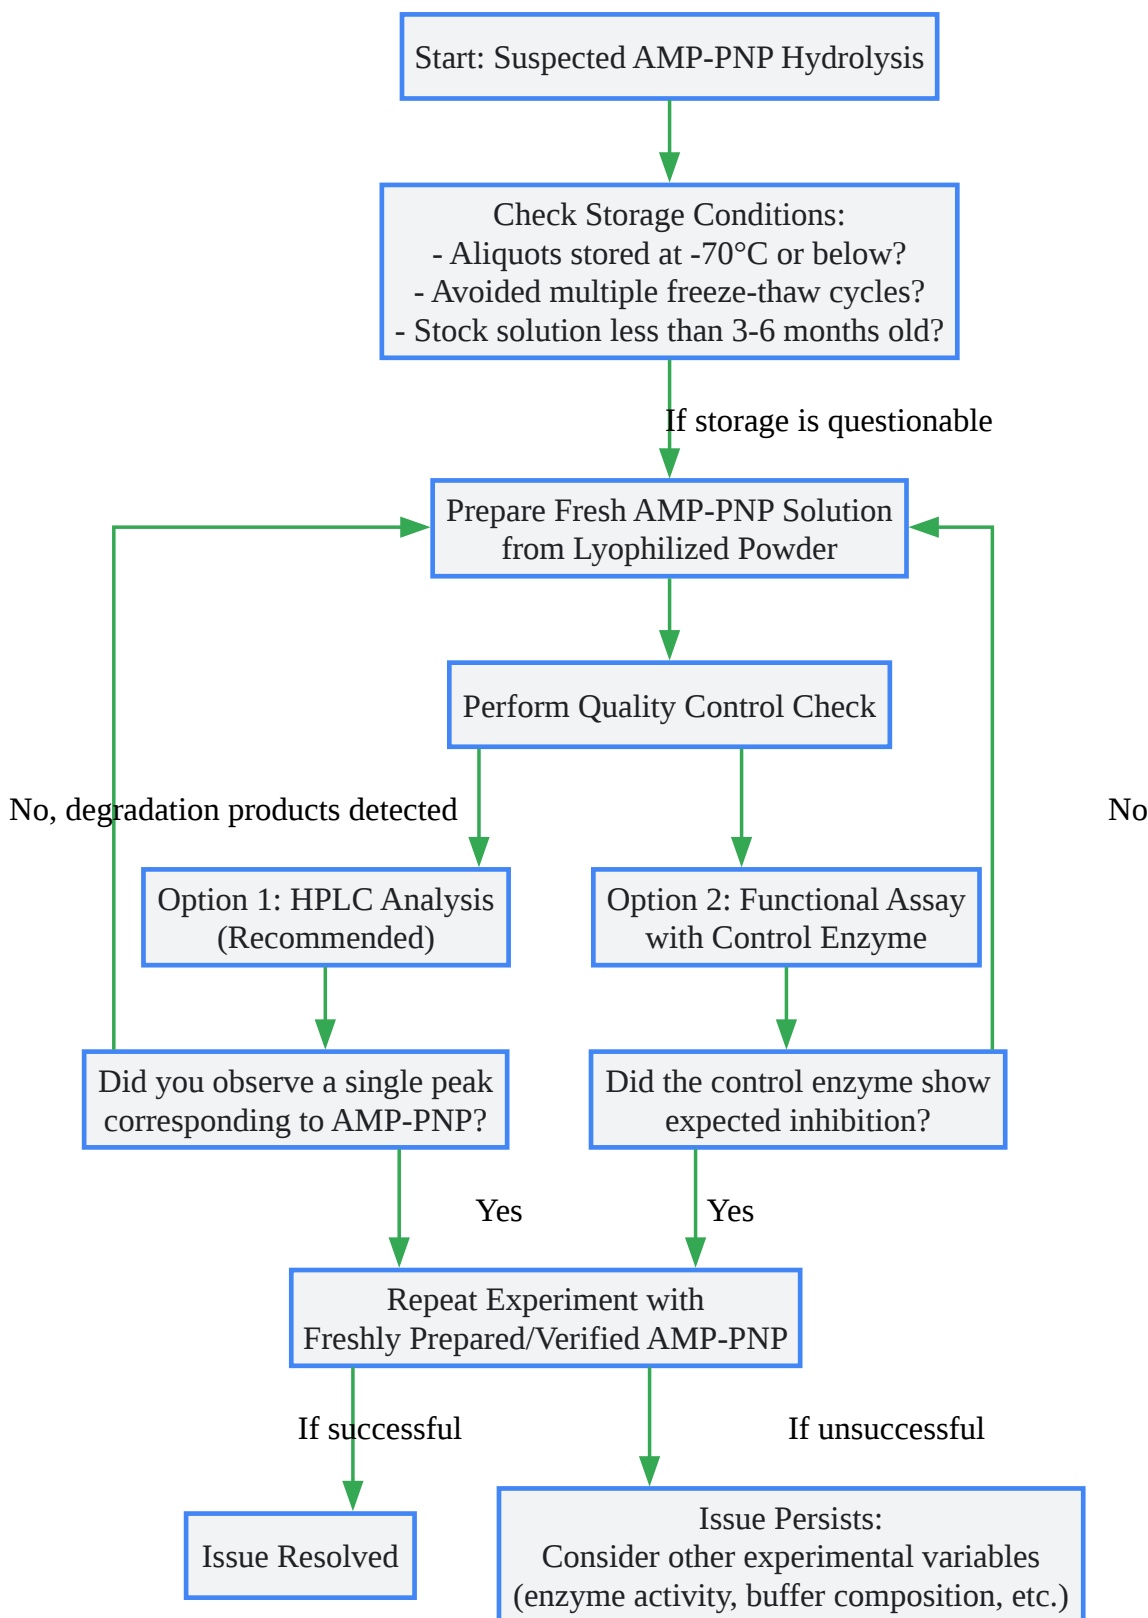 Start: Suspected AMP-PNP Hydrolysis
Check Storage Conditions:
- Aliquots stored at -70°C or below?
- Avoided multiple freeze-thaw cycles?
- Stock solution less than 3-6 months old?
If storage is questionable
Prepare Fresh AMP-PNP Solution
from Lyophilized Powder
Perform Quality Control Check
No, degradation products detected
No
Option 1: HPLC Analysis
(Recommended)
Option 2: Functional Assay
with Control Enzyme
Did you observe a single peak
corresponding to AMP-PNP?
Did the control enzyme show
expected inhibition?
Yes
Yes
Repeat Experiment with
Freshly Prepared/Verified AMP-PNP
If successful
If unsuccessful
Issue Resolved
Issue Persists:
Consider other experimental variables
(enzyme activity, buffer composition, etc.)